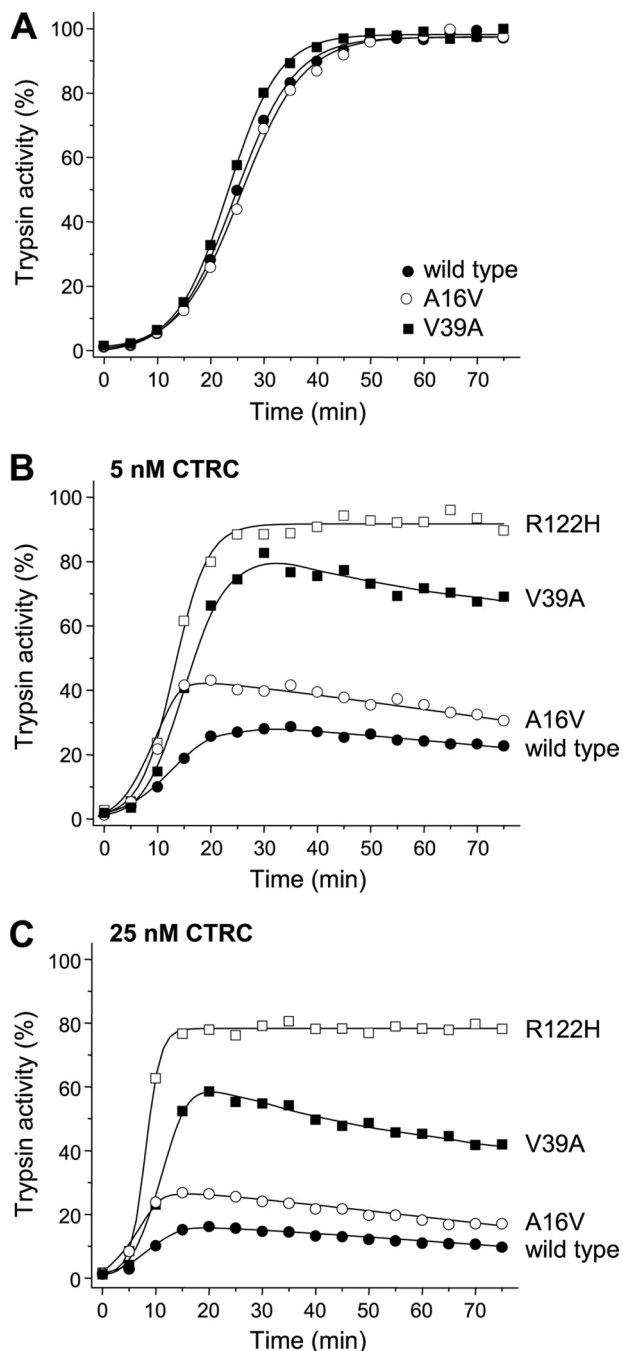 A
Trypsin activity (%)
100
80
60
40
20
0
wild type
A16V
V39A
0 10 20 30 40 50 60 70
Time (min)
B
5 nM CTRC
Trypsin activity (%)
100
80
60
40
20
0
R122H
V39A
A16V
wild type
0 10 20 30 40 50 60 70
Time (min)
C
25 nM CTRC
Trypsin activity (%)
100
80
60
40
20
0
R122H
V39A
A16V
wild type
0 10 20 30 40 50 60 70
Time (min)